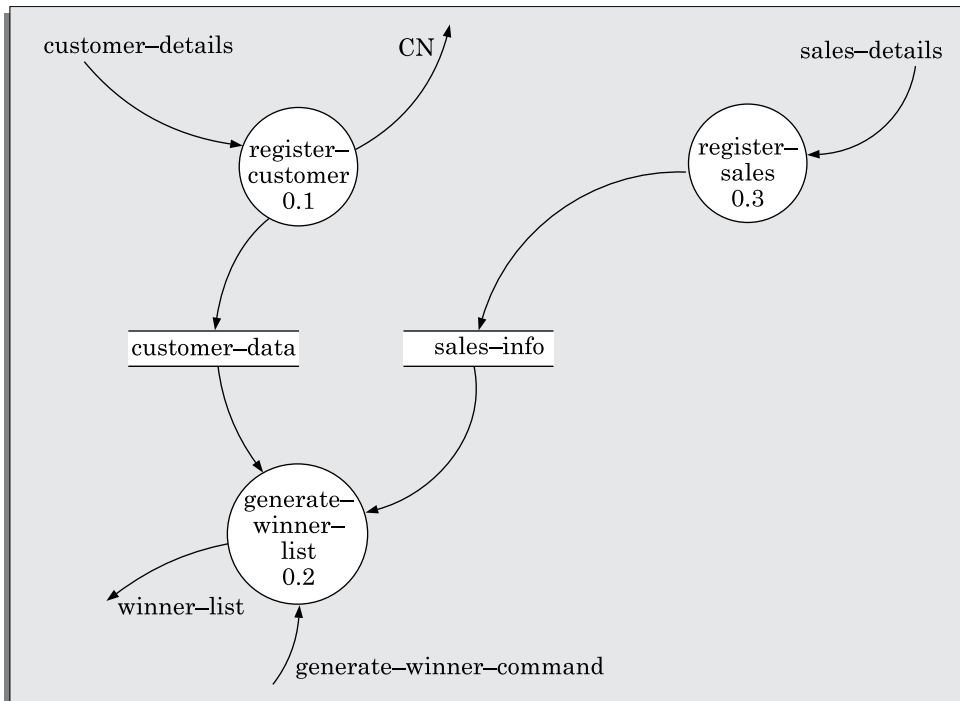 customer–details
CN
sales–details
register–
customer
0.1
register–
sales
0.3
customer–data
sales–info
generate–
winner–
list
0.2
winner–list
generate–winner–command